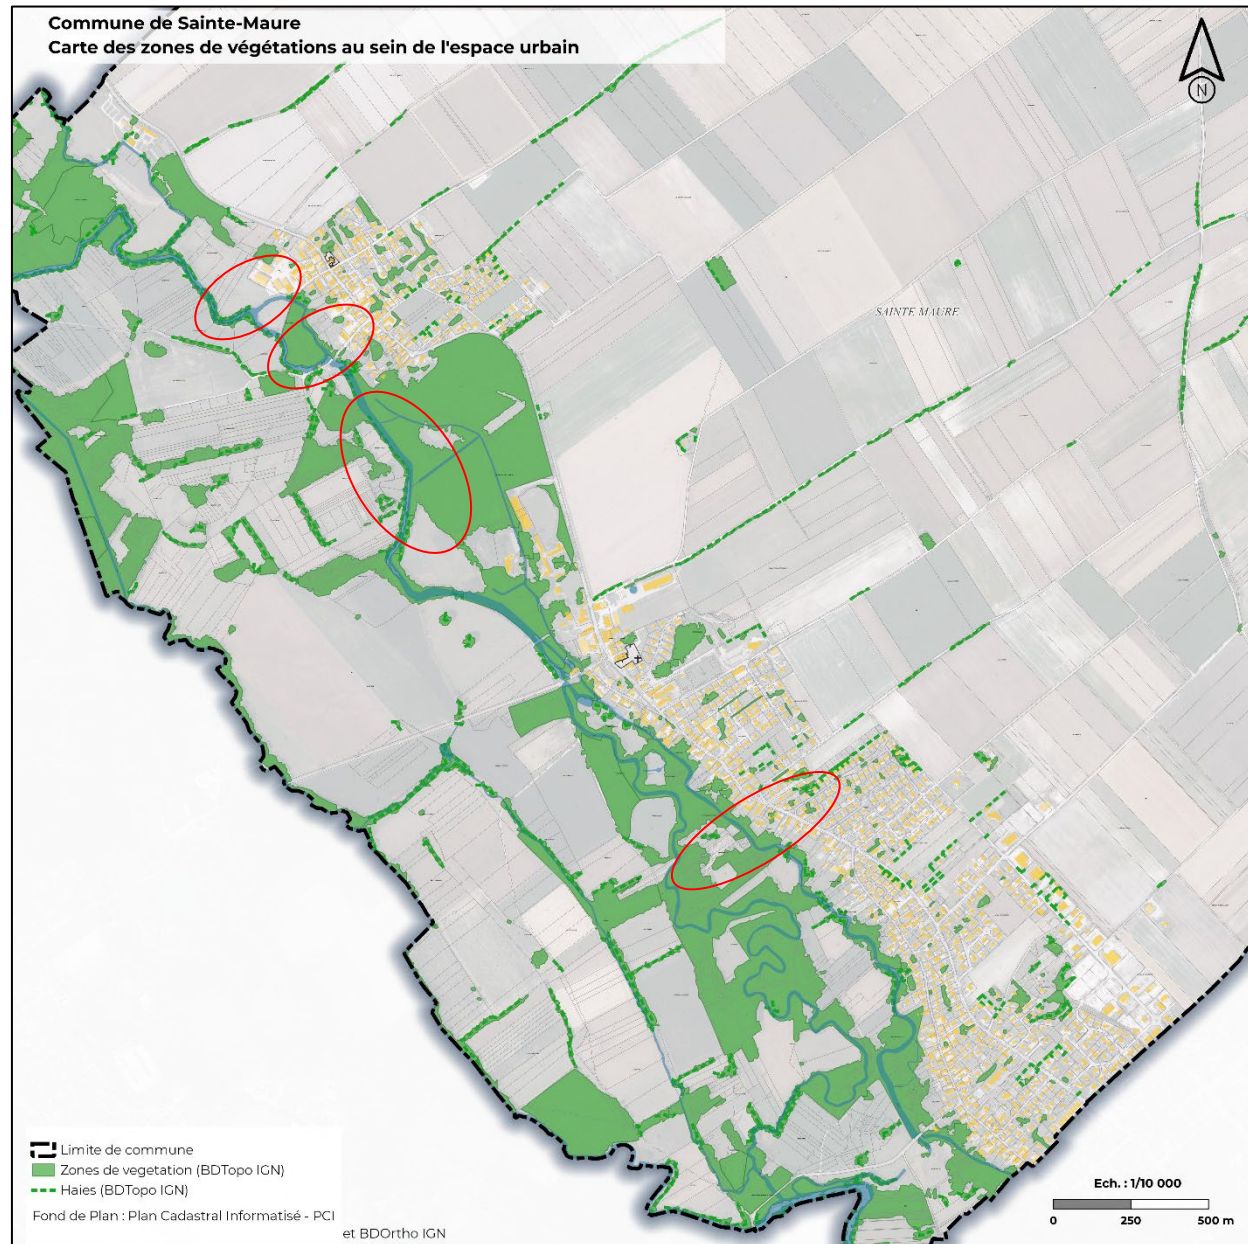 Commune de Sainte-Maure
Carte des zones de végétations au sein de l'espace urbain
N
SAINTE MAURE
Limite de commune
Zones de vegetation (BDTopo IGN)
Haies (BDTopo IGN)
Fond de Plan : Plan Cadastral Informatisé - PCI
et BDOrtho IGN
Ech. : 1/10 000
0 250 500 m